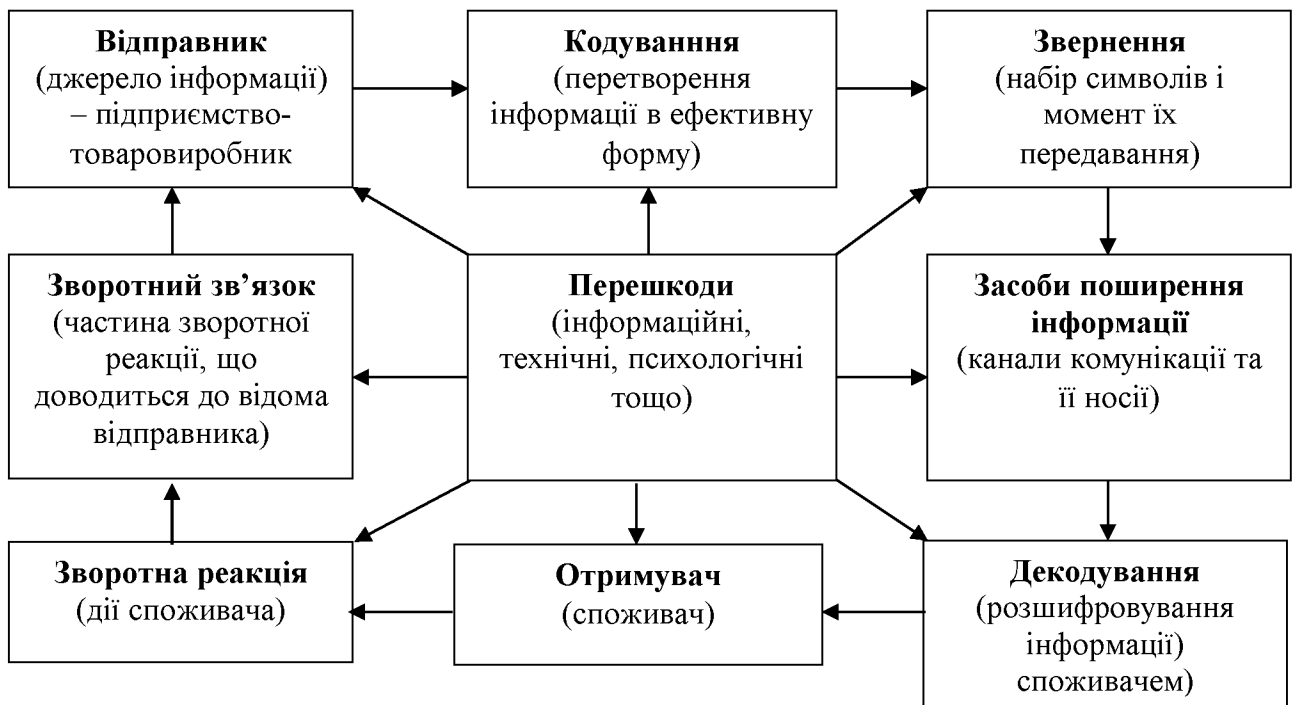 Відправник
(джерело інформації)
– підприємство-
товаровиробник
Кодуванння
(перетворення
інформації в ефективну
форму)
Звернення
(набір символів і
момент їх
передавання)
Зворотний зв’язок
(частина зворотної
реакції, що
доводиться до відома
відправника)
Перешкоди
(інформаційні,
технічні, психологічні
тощо)
Засоби поширення
інформації
(канали комунікації та
її носії)
Зворотна реакція
(дії споживача)
Отримувач
(споживач)
Декодування
(розшифровування
інформації)
споживачем)